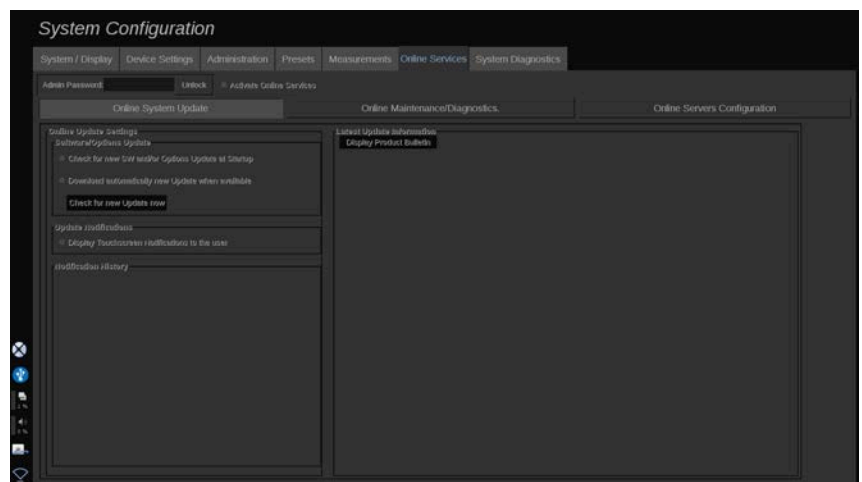 System Configuration
System / Display Device Settings Administration Presets Measurements Online Services System Diagnostics
Admin Password: Unlock Activate Online Services
Online System Update Online Maintenance/Diagnostics. Online Servers Configuration
Online Update Settings
Software/Options Update
Check for new SW and/or Options Update at Startup
Download automatically new Update when available
Check for new Update now
Update Notifications
Display Touchscreen Notifications to the user
Notification History
Latest Update Information
Display Product Bulletin